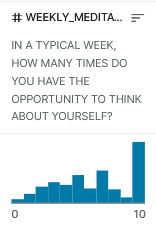 # WEEKLY_MEDITA...
IN A TYPICAL WEEK,
HOW MANY TIMES DO
YOU HAVE THE
OPPORTUNITY TO THINK
ABOUT YOURSELF?
0 10